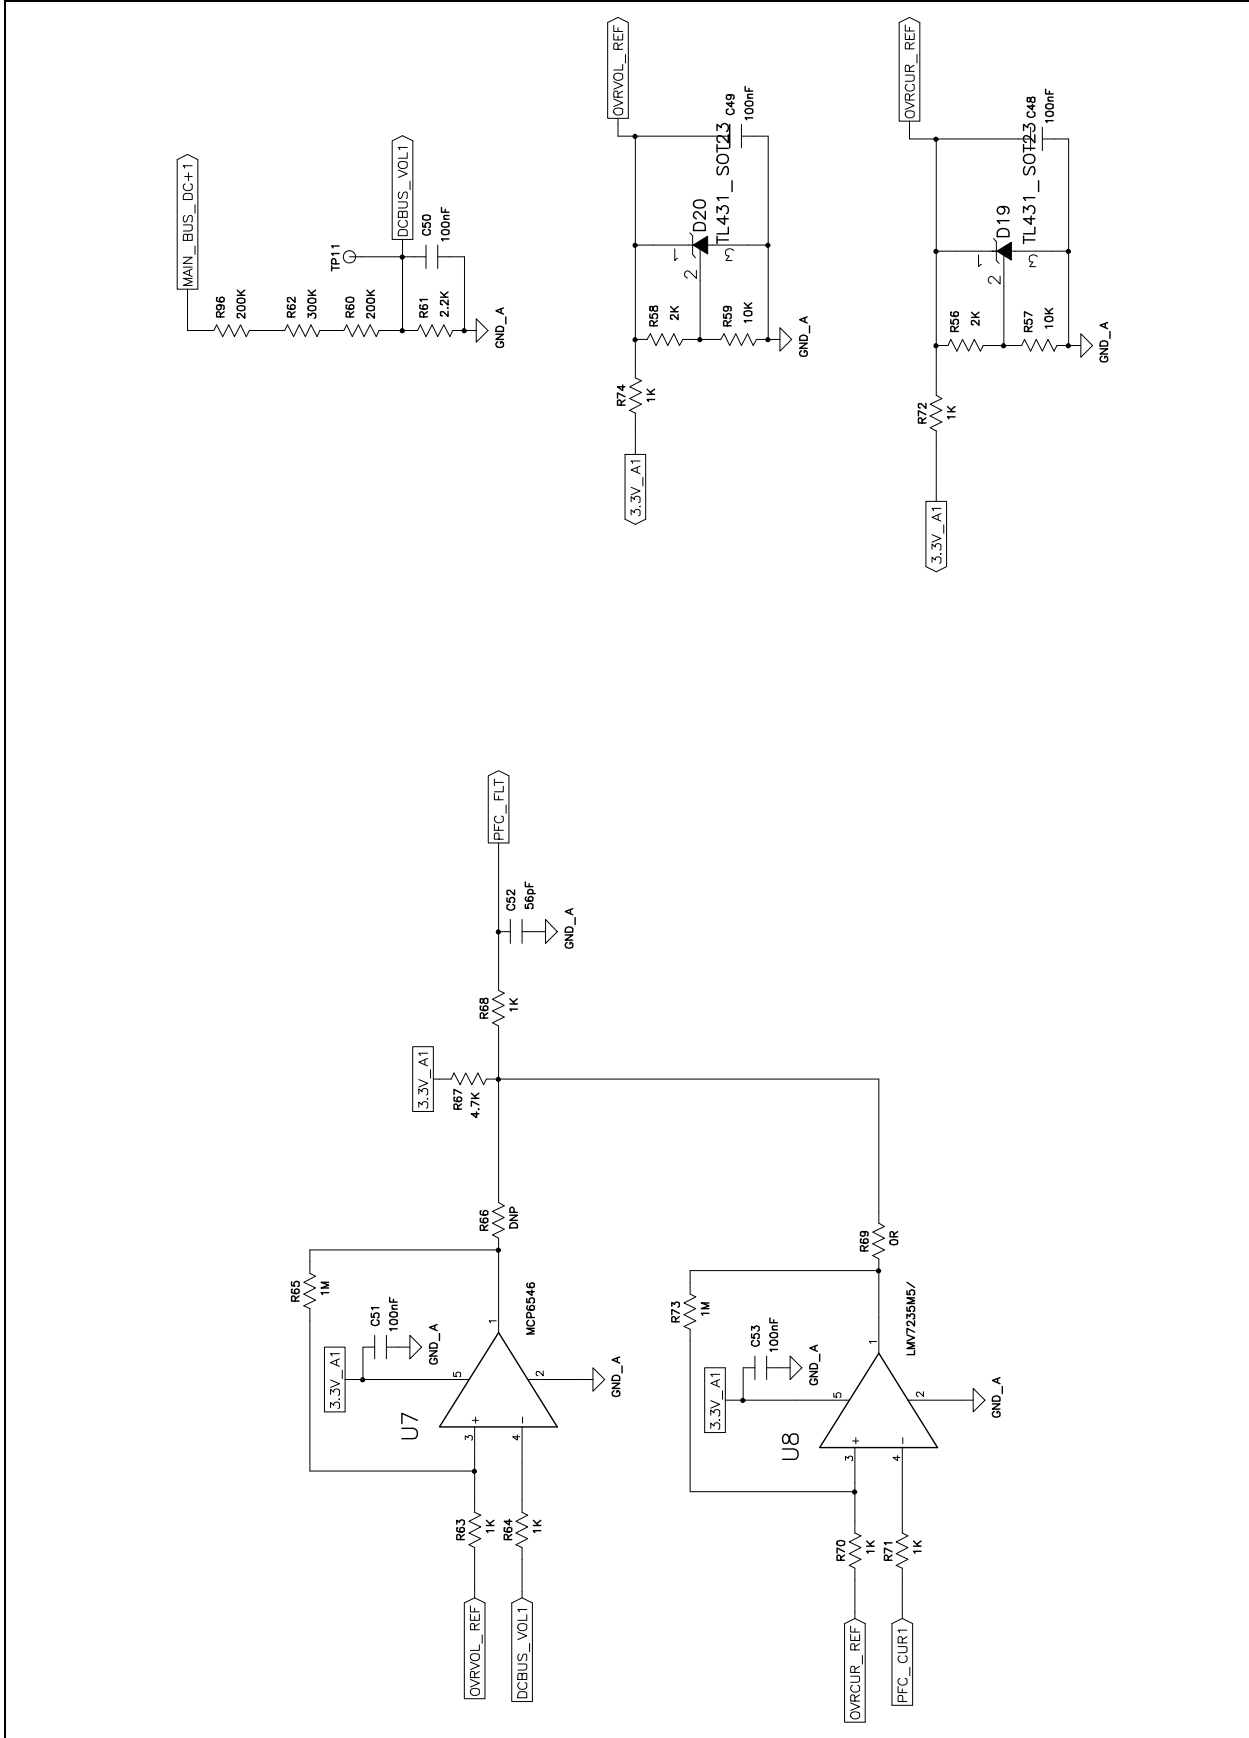 MAIN_BUS_DC+1
R96
200K
R62
300K
R60
200K
R61
2.2K
GND_A
TP11
DCBUS_VOL1
C50
100nF
OVRVOL_REF
C49
100nF
TL431_SOT23
D20
1
2
3
R58
2K
R59
10K
GND_A
R74
1K
3.3V_A1
OVRCUR_REF
C48
100nF
TL431_SOT23
D19
1
2
3
R56
2K
R57
10K
GND_A
R72
1K
3.3V_A1
PFC_FLT
C52
56pF
GND_A
R68
1K
3.3V_A1
R67
4.7K
R66
DNP
R65
1M
3.3V_A1
C51
100nF
GND_A
MCP6546
U7
1
5
2
+
-
3
4
GND_A
R63
1K
R64
1K
OVRVOL_REF
DCBUS_VOL1
R69
0R
R73
1M
3.3V_A1
C53
100nF
GND_A
LMV7235M5/
U8
1
5
2
+
-
3
4
GND_A
R70
1K
R71
1K
OVRCUR_REF
PFC_CUR1